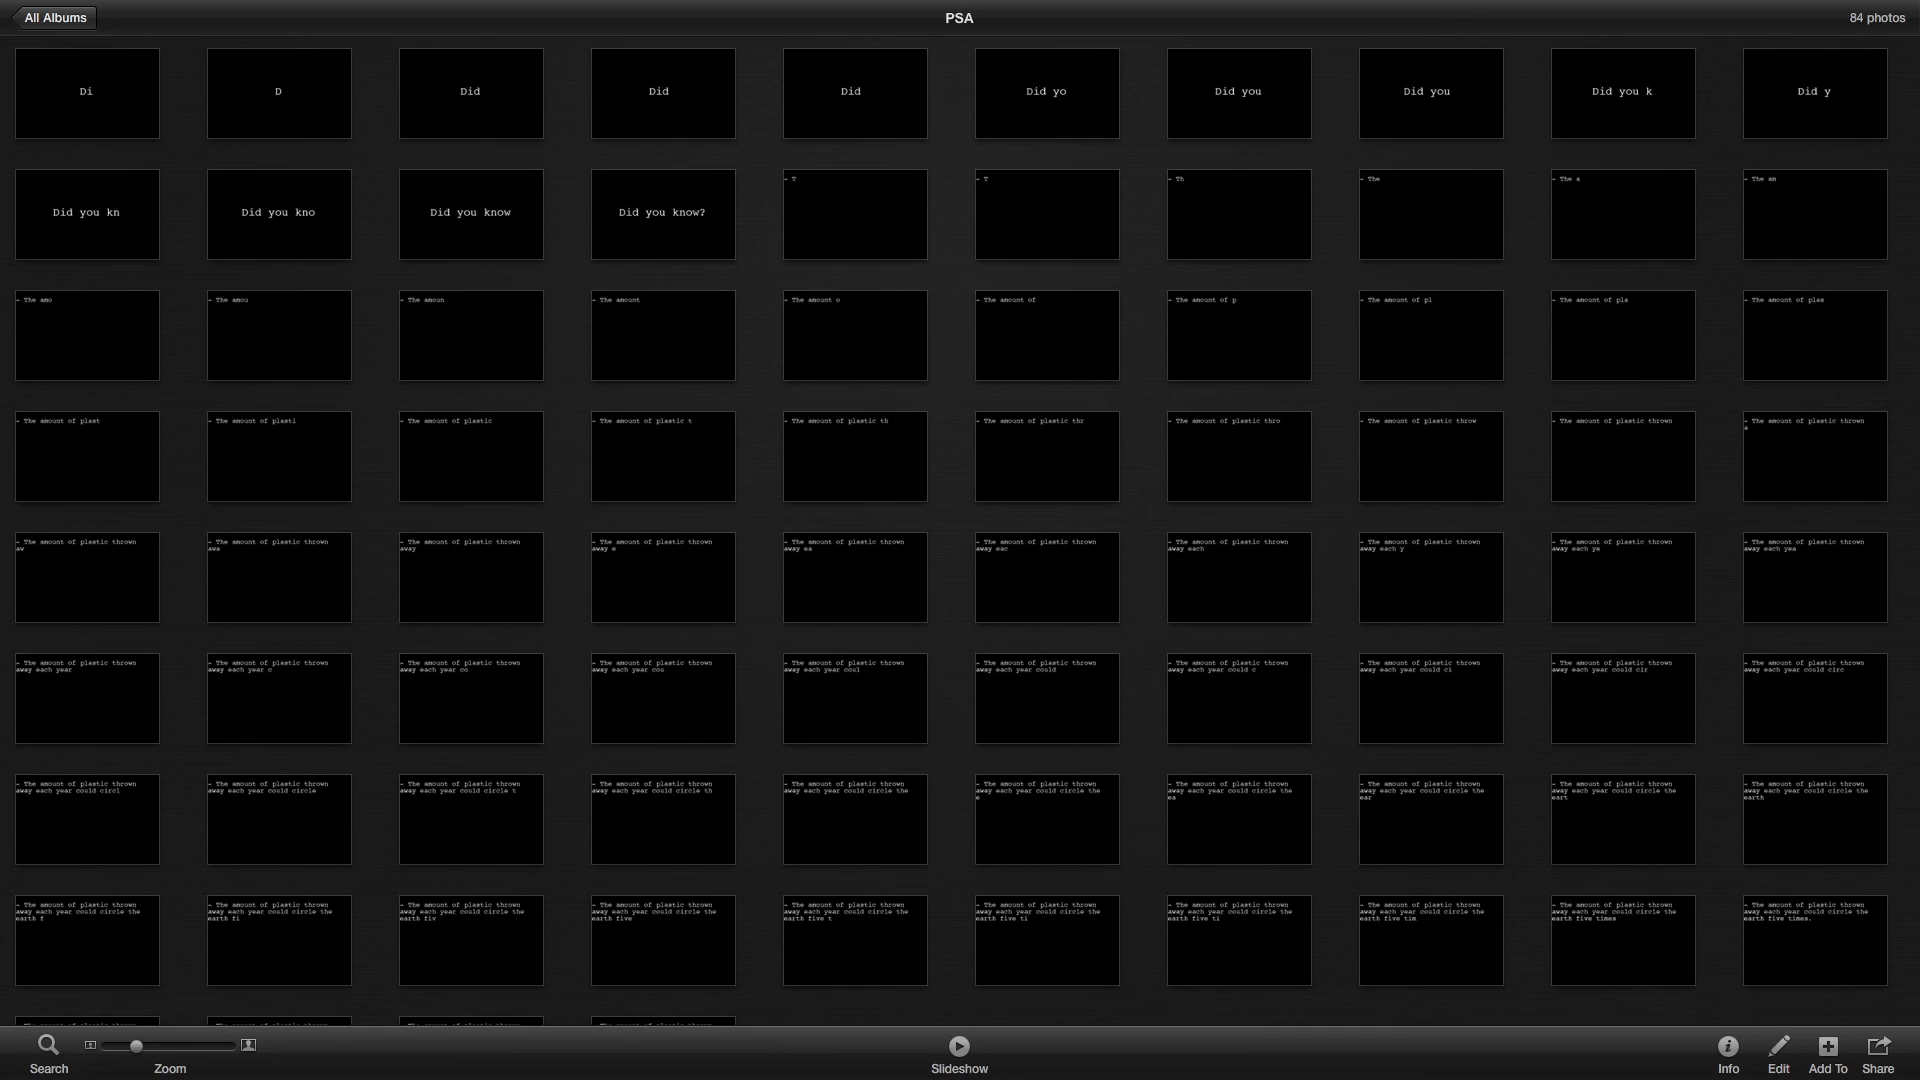 All Albums PSA 84 photos
Di D Did Did Did Did yo Did you Did you Did you k Did y
Did you kn Did you kno Did you know Did you know? - T - T - Th - The - The a - The am
- The amo - The amou - The amoun - The amount - The amount o - The amount of - The amount of p - The amount of pl - The amount of pla - The amount of plas
- The amount of plast - The amount of plasti - The amount of plastic - The amount of plastic t - The amount of plastic th - The amount of plastic thr - The amount of plastic thro - The amount of plastic throw - The amount of plastic thrown - The amount of plastic thrown
a
- The amount of plastic thrown - The amount of plastic thrown - The amount of plastic thrown - The amount of plastic thrown - The amount of plastic thrown - The amount of plastic thrown - The amount of plastic thrown - The amount of plastic thrown - The amount of plastic thrown - The amount of plastic thrown
aw awa away away e away ea away eac away each away each y away each ye away each yea
- The amount of plastic thrown - The amount of plastic thrown - The amount of plastic thrown - The amount of plastic thrown - The amount of plastic thrown - The amount of plastic thrown - The amount of plastic thrown - The amount of plastic thrown - The amount of plastic thrown - The amount of plastic thrown
away each year away each year c away each year co away each year cou away each year coul away each year could away each year could c away each year could ci away each year could cir away each year could circ
- The amount of plastic thrown - The amount of plastic thrown - The amount of plastic thrown - The amount of plastic thrown - The amount of plastic thrown - The amount of plastic thrown - The amount of plastic thrown - The amount of plastic thrown - The amount of plastic thrown - The amount of plastic thrown
away each year could circl away each year could circle away each year could circle t away each year could circle th away each year could circle the away each year could circle the away each year could circle the away each year could circle the away each year could circle the away each year could circle the
e ea ear eart earth
- The amount of plastic thrown - The amount of plastic thrown - The amount of plastic thrown - The amount of plastic thrown - The amount of plastic thrown - The amount of plastic thrown - The amount of plastic thrown - The amount of plastic thrown - The amount of plastic thrown - The amount of plastic thrown
away each year could circle the away each year could circle the away each year could circle the away each year could circle the away each year could circle the away each year could circle the away each year could circle the away each year could circle the away each year could circle the away each year could circle the
earth f earth fi earth fiv earth five earth five t earth five ti earth five ti earth five tim earth five times earth five times.
Search Zoom Slideshow Info Edit Add To Share